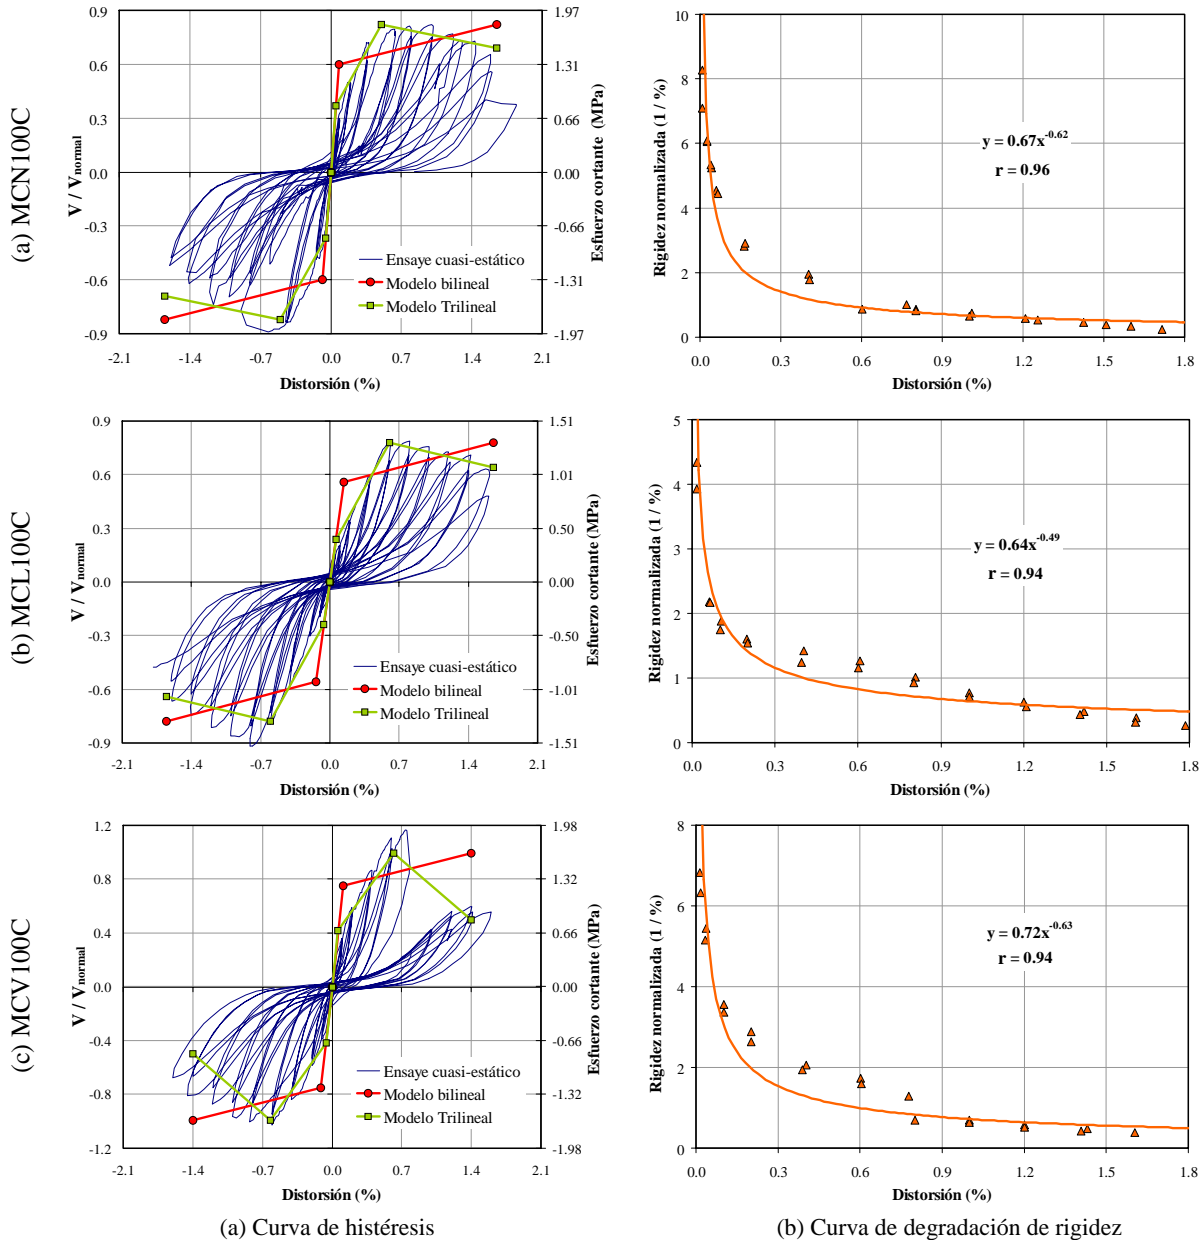 (a) MCN100C
0.9
0.6
0.3
0.0
-0.3
-0.6
-0.9
V / Vnormal
1.97
1.31
0.66
0.00
-0.66
-1.31
-1.97
Esfuerzo cortante (MPa)
-2.1 -1.4 -0.7 0.0 0.7 1.4 2.1
Distorsión (%)
Ensaye cuasi-estático
Modelo bilineal
Modelo Trilineal
10
8
6
4
2
0
Rigidez normalizada (1 / %)
y = 0.67x^-0.62
r = 0.96
0.0 0.3 0.6 0.9 1.2 1.5 1.8
Distorsión (%)
(b) MCL100C
0.9
0.6
0.3
0.0
-0.3
-0.6
-0.9
V / Vnormal
1.51
1.01
0.50
0.00
-0.50
-1.01
-1.51
Esfuerzo cortante (MPa)
-2.1 -1.4 -0.7 0.0 0.7 1.4 2.1
Distorsión (%)
Ensaye cuasi-estático
Modelo bilineal
Modelo Trilineal
5
4
3
2
1
0
Rigidez normalizada (1 / %)
y = 0.64x^-0.49
r = 0.94
0.0 0.3 0.6 0.9 1.2 1.5 1.8
Distorsión (%)
(c) MCV100C
1.2
0.8
0.4
0.0
-0.4
-0.8
-1.2
V / Vnormal
1.98
1.32
0.66
0.00
-0.66
-1.32
-1.98
Esfuerzo cortante (MPa)
-2.1 -1.4 -0.7 0.0 0.7 1.4 2.1
Distorsión (%)
Ensaye cuasi-estático
Modelo bilineal
Modelo Trilineal
8
6
4
2
0
Rigidez normalizada (1 / %)
y = 0.72x^-0.63
r = 0.94
0.0 0.3 0.6 0.9 1.2 1.5 1.8
Distorsión (%)
(a) Curva de histéresis
(b) Curva de degradación de rigidez